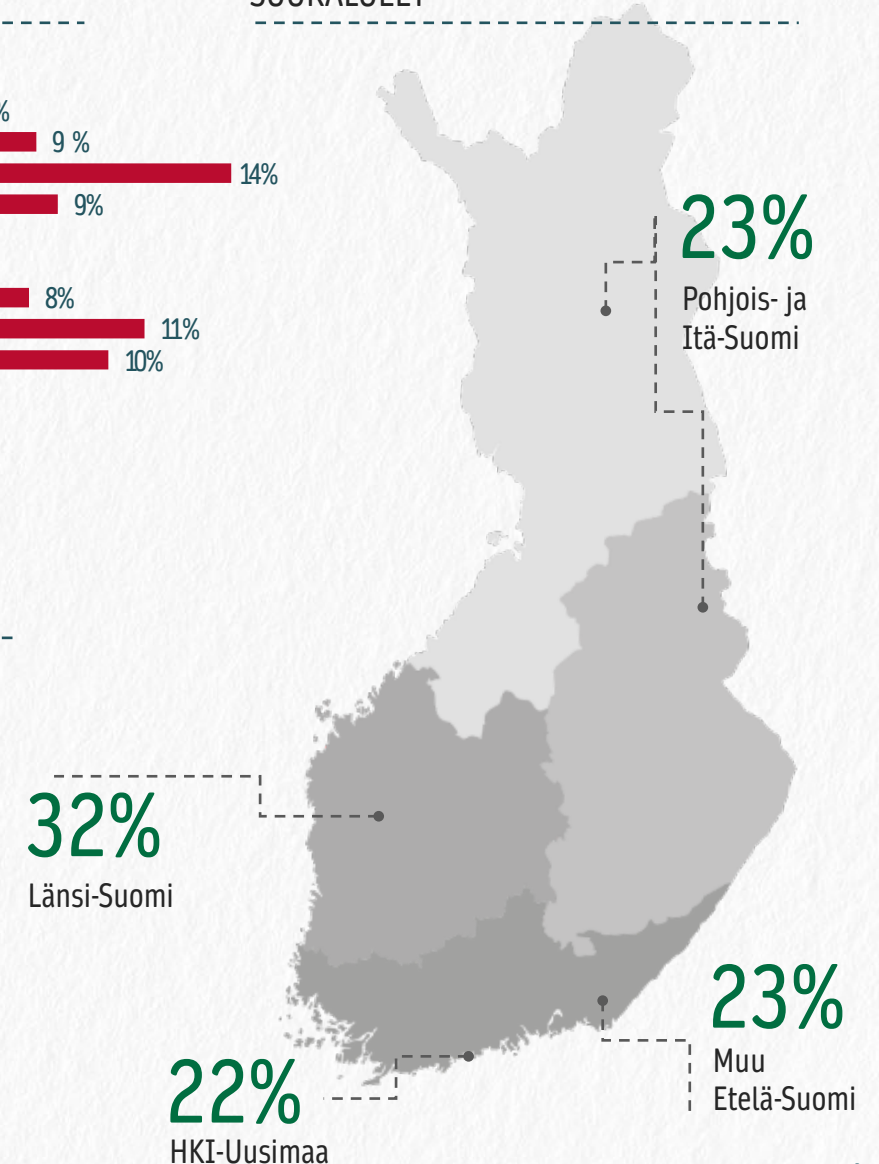 %
9 %
14%
9%
8%
11%
10%
23%
Pohjois- ja
Itä-Suomi
32%
Länsi-Suomi
23%
Muu
Etelä-Suomi
22%
HKI-Uusimaa